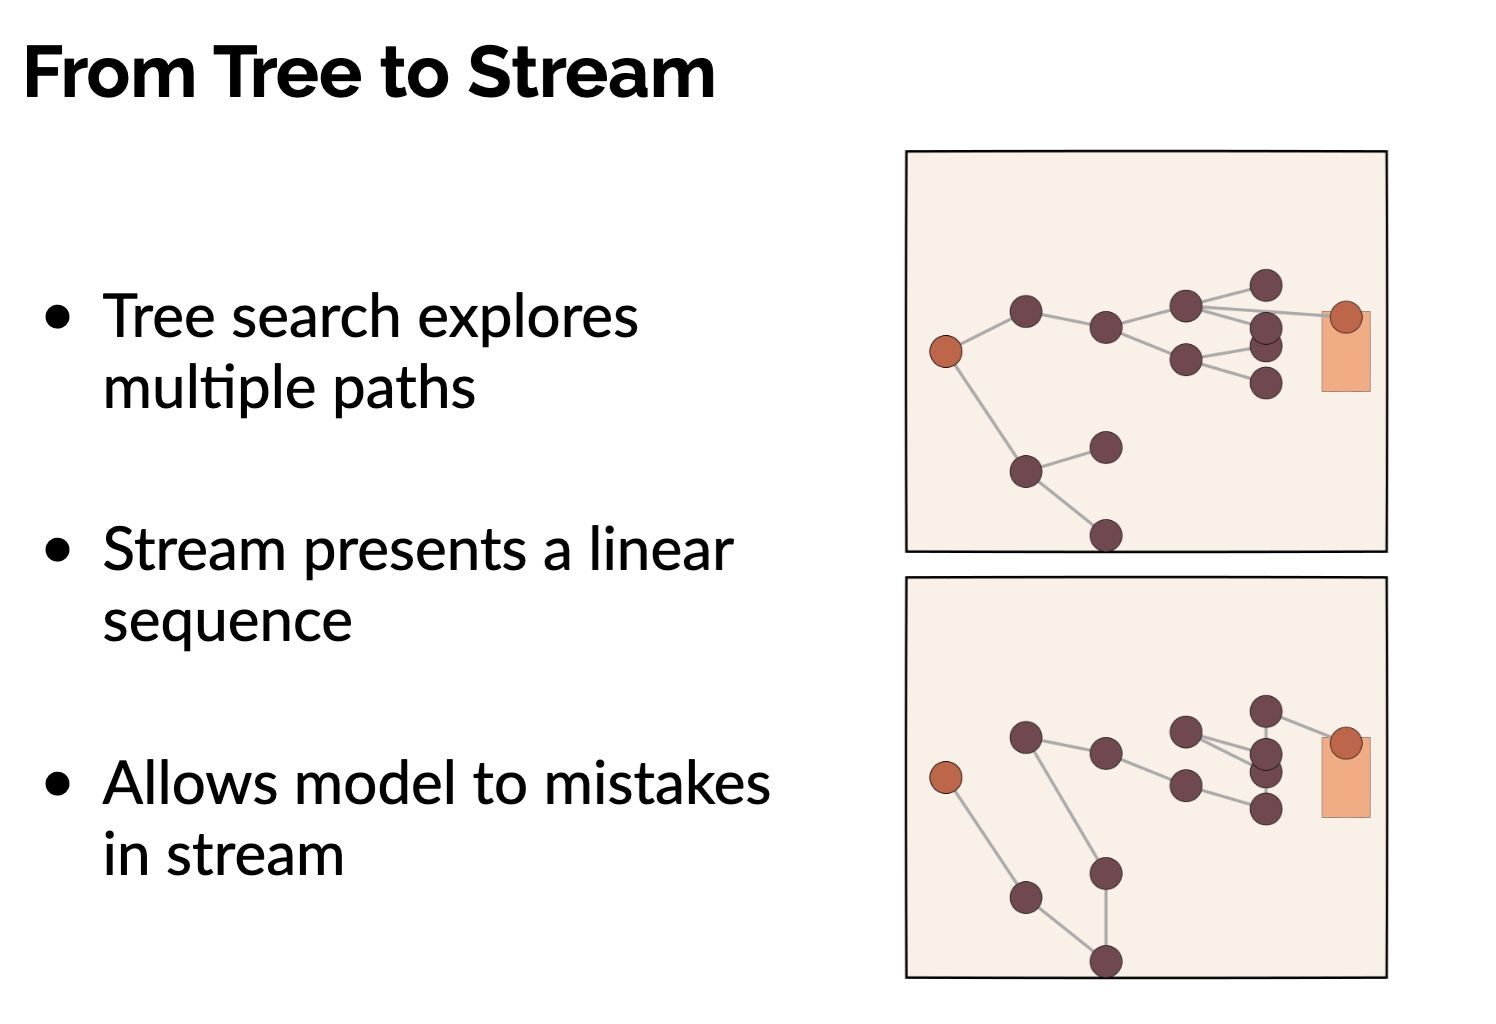 From Tree to Stream
• Tree search explores
multiple paths
• Stream presents a linear
sequence
• Allows model to mistakes
in stream